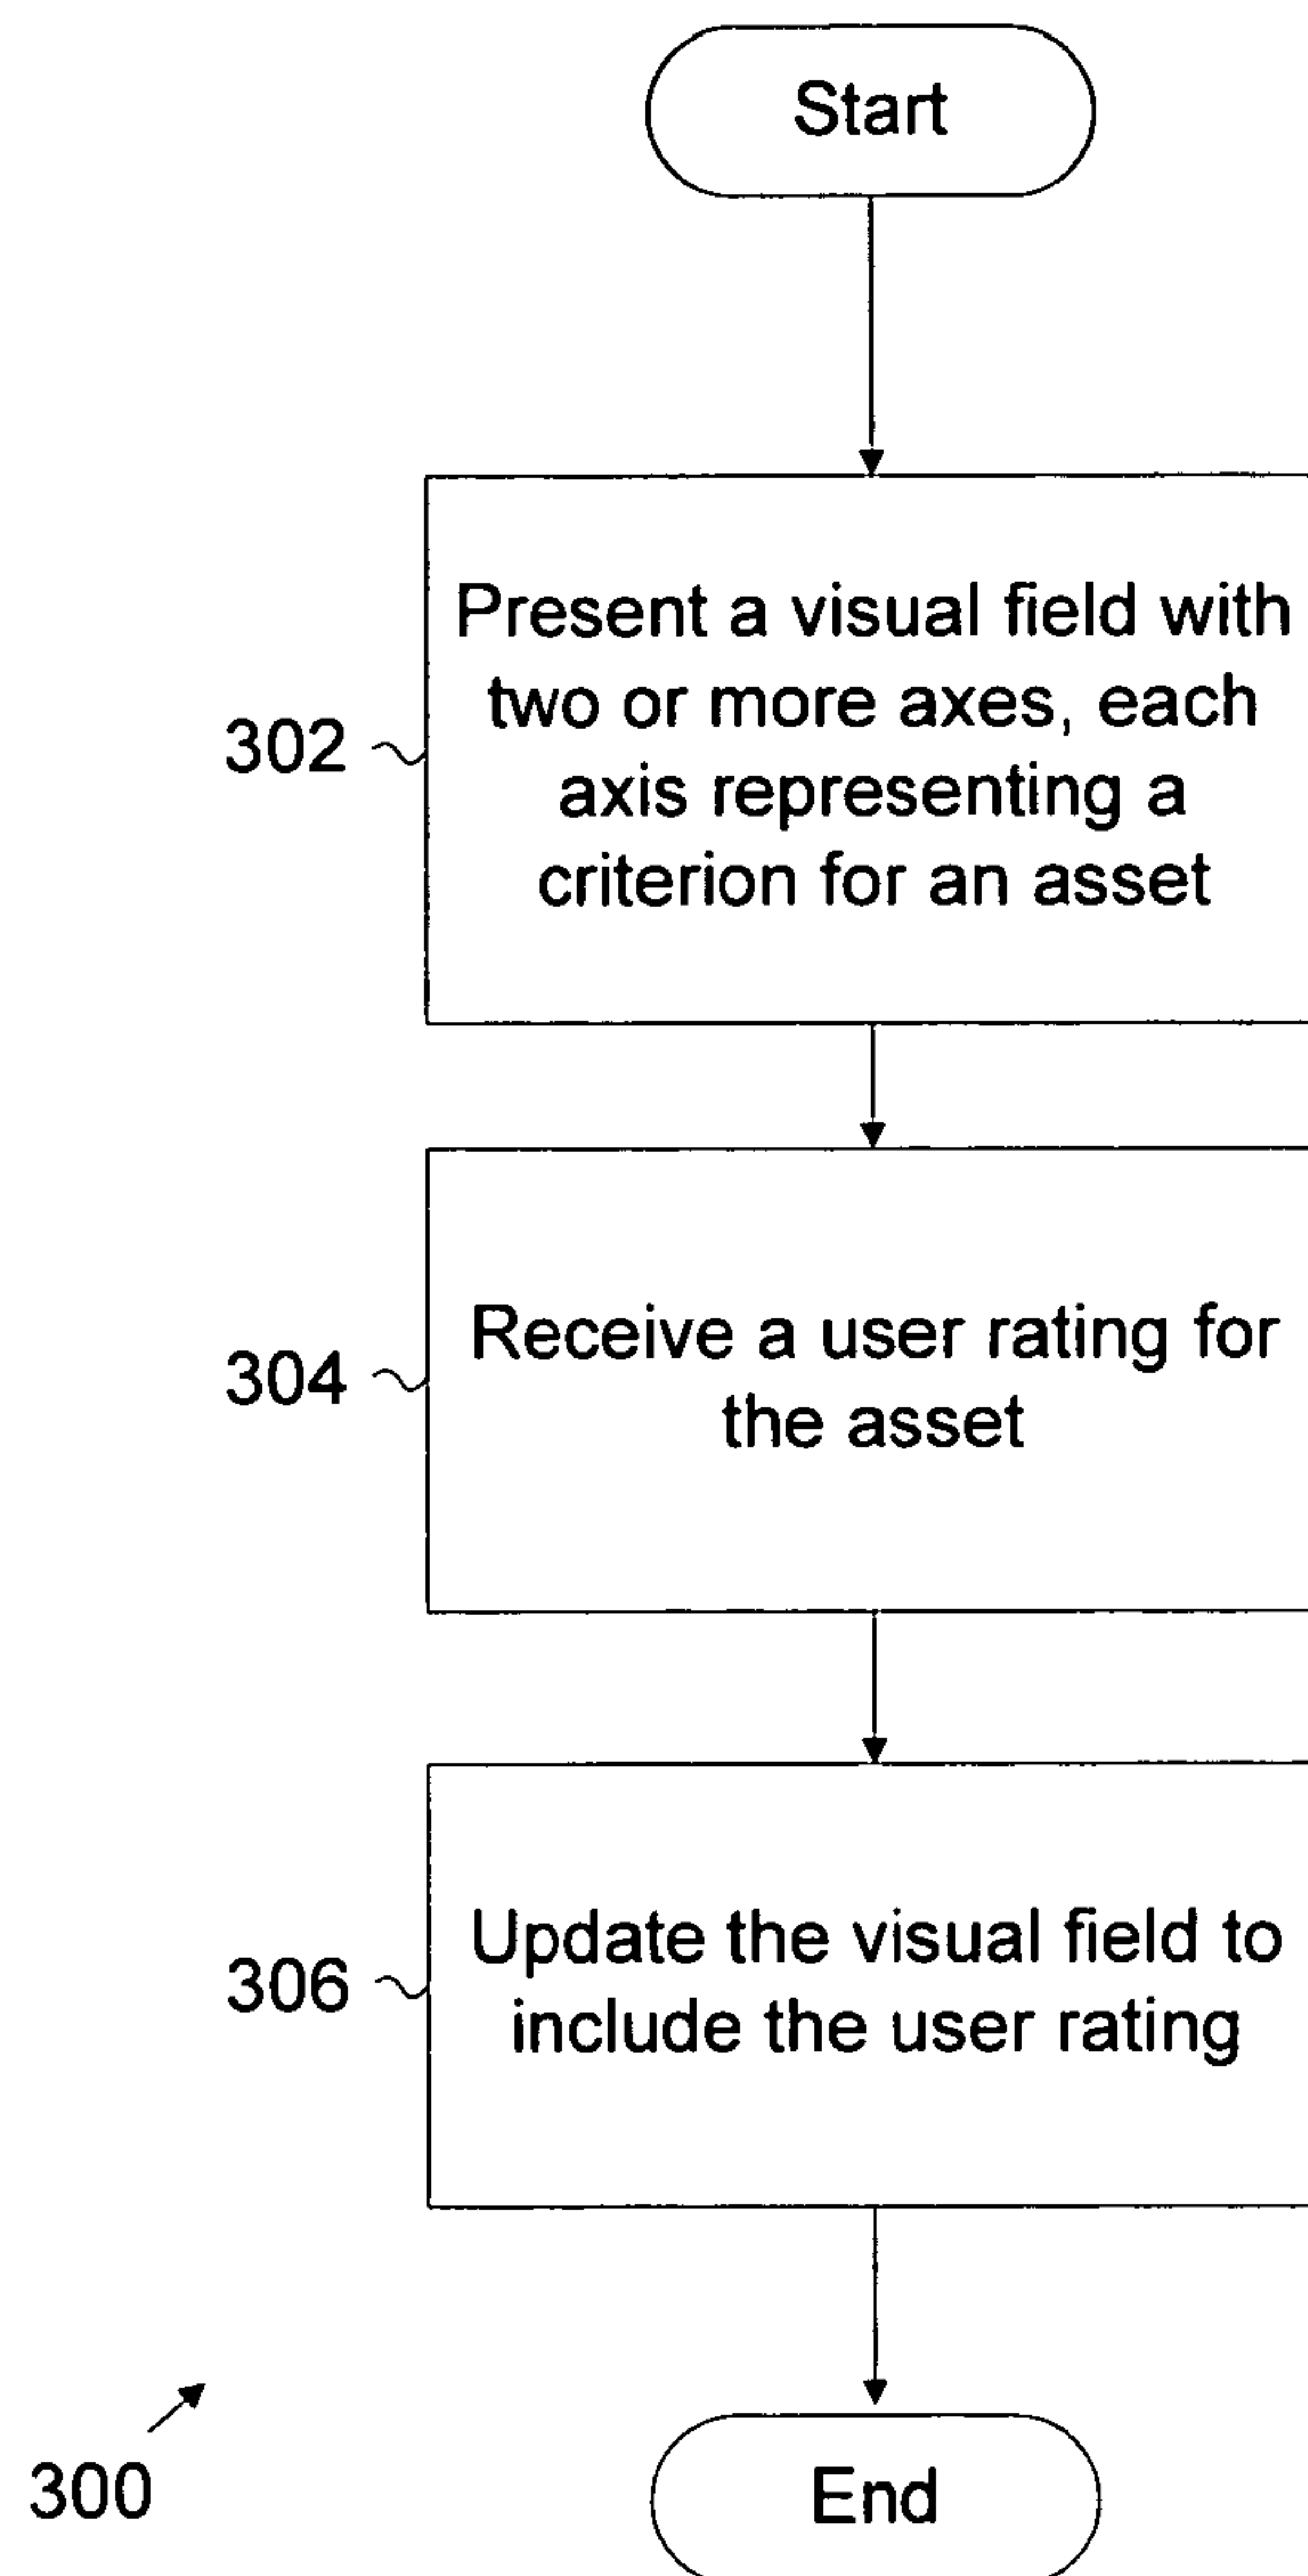 Start
Present a visual field with
two or more axes, each
axis representing a
criterion for an asset
302
Receive a user rating for
the asset
304
Update the visual field to
include the user rating
306
End
300